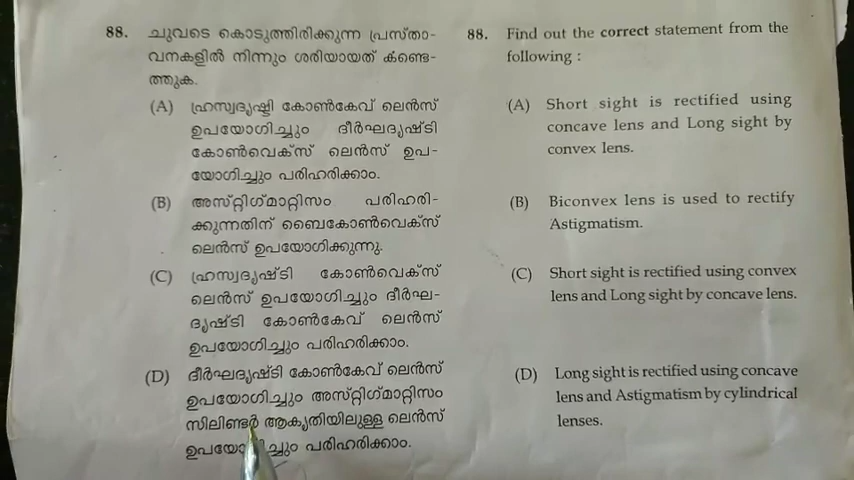 88. ചുവടെ കൊടുത്തിരിക്കുന്ന പ്രസ്താ-
വനകളിൽ നിന്നും ശരിയായത് കണ്ടെ-
ത്തുക.
(A) ഹ്രസ്വദൃഷ്ടി കോൺകേവ് ലെൻസ്
ഉപയോഗിച്ചും ദീർഘദൃഷ്ടി
കോൺവെക്സ് ലെൻസ് ഉപ-
യോഗിച്ചും പരിഹരിക്കാം.
(B) അസ്റ്റിഗ്മാറ്റിസം പരിഹരി-
ക്കുന്നതിന് ബൈകോൺവെക്സ്
ലെൻസ് ഉപയോഗിക്കുന്നു.
(C) ഹ്രസ്വദൃഷ്ടി കോൺവെക്സ്
ലെൻസ് ഉപയോഗിച്ചും ദീർഘ-
ദൃഷ്ടി കോൺകേവ് ലെൻസ്
ഉപയോഗിച്ചും പരിഹരിക്കാം.
(D) ദീർഘദൃഷ്ടി കോൺകേവ് ലെൻസ്
ഉപയോഗിച്ചും അസ്റ്റിഗ്മാറ്റിസം
സിലിണ്ടർ ആകൃതിയിലുള്ള ലെൻസ്
പരിഹരിക്കാം.
88. Find out the correct statement from the
following :
(A) Short sight is rectified using
concave lens and Long sight by
convex lens.
(B) Biconvex lens is used to rectify
Astigmatism.
(C) Short sight is rectified using convex
lens and Long sight by concave lens.
(D) Long sight is rectified using concave
lens and Astigmatism by cylindrical
lenses.